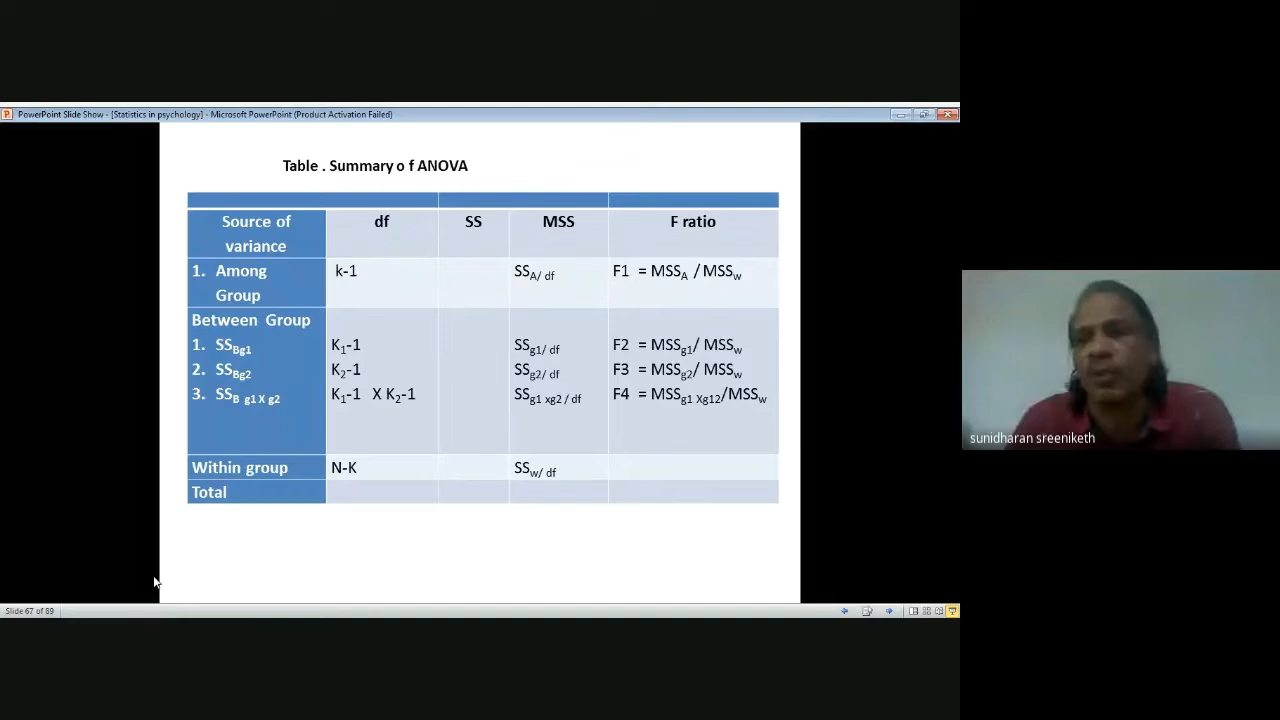 PowerPoint Slide Show - [Statistics in psychology] - Microsoft PowerPoint (Product Activation Failed)
Table . Summary o f ANOVA
Source of variance df SS MSS F ratio
1. Among Group k-1 SSA/ df F1 = MSSA / MSSw
Between Group
1. SSBg1 K1-1 SSg1/ df F2 = MSSg1/ MSSw
2. SSBg2 K2-1 SSg2/ df F3 = MSSg2/ MSSw
3. SSB g1 X g2 K1-1 X K2-1 SSg1 xg2 / df F4 = MSSg1 Xg12/MSSw
Within group N-K SSw/ df
Total
sunidharan sreeniketh
Slide 67 of 89